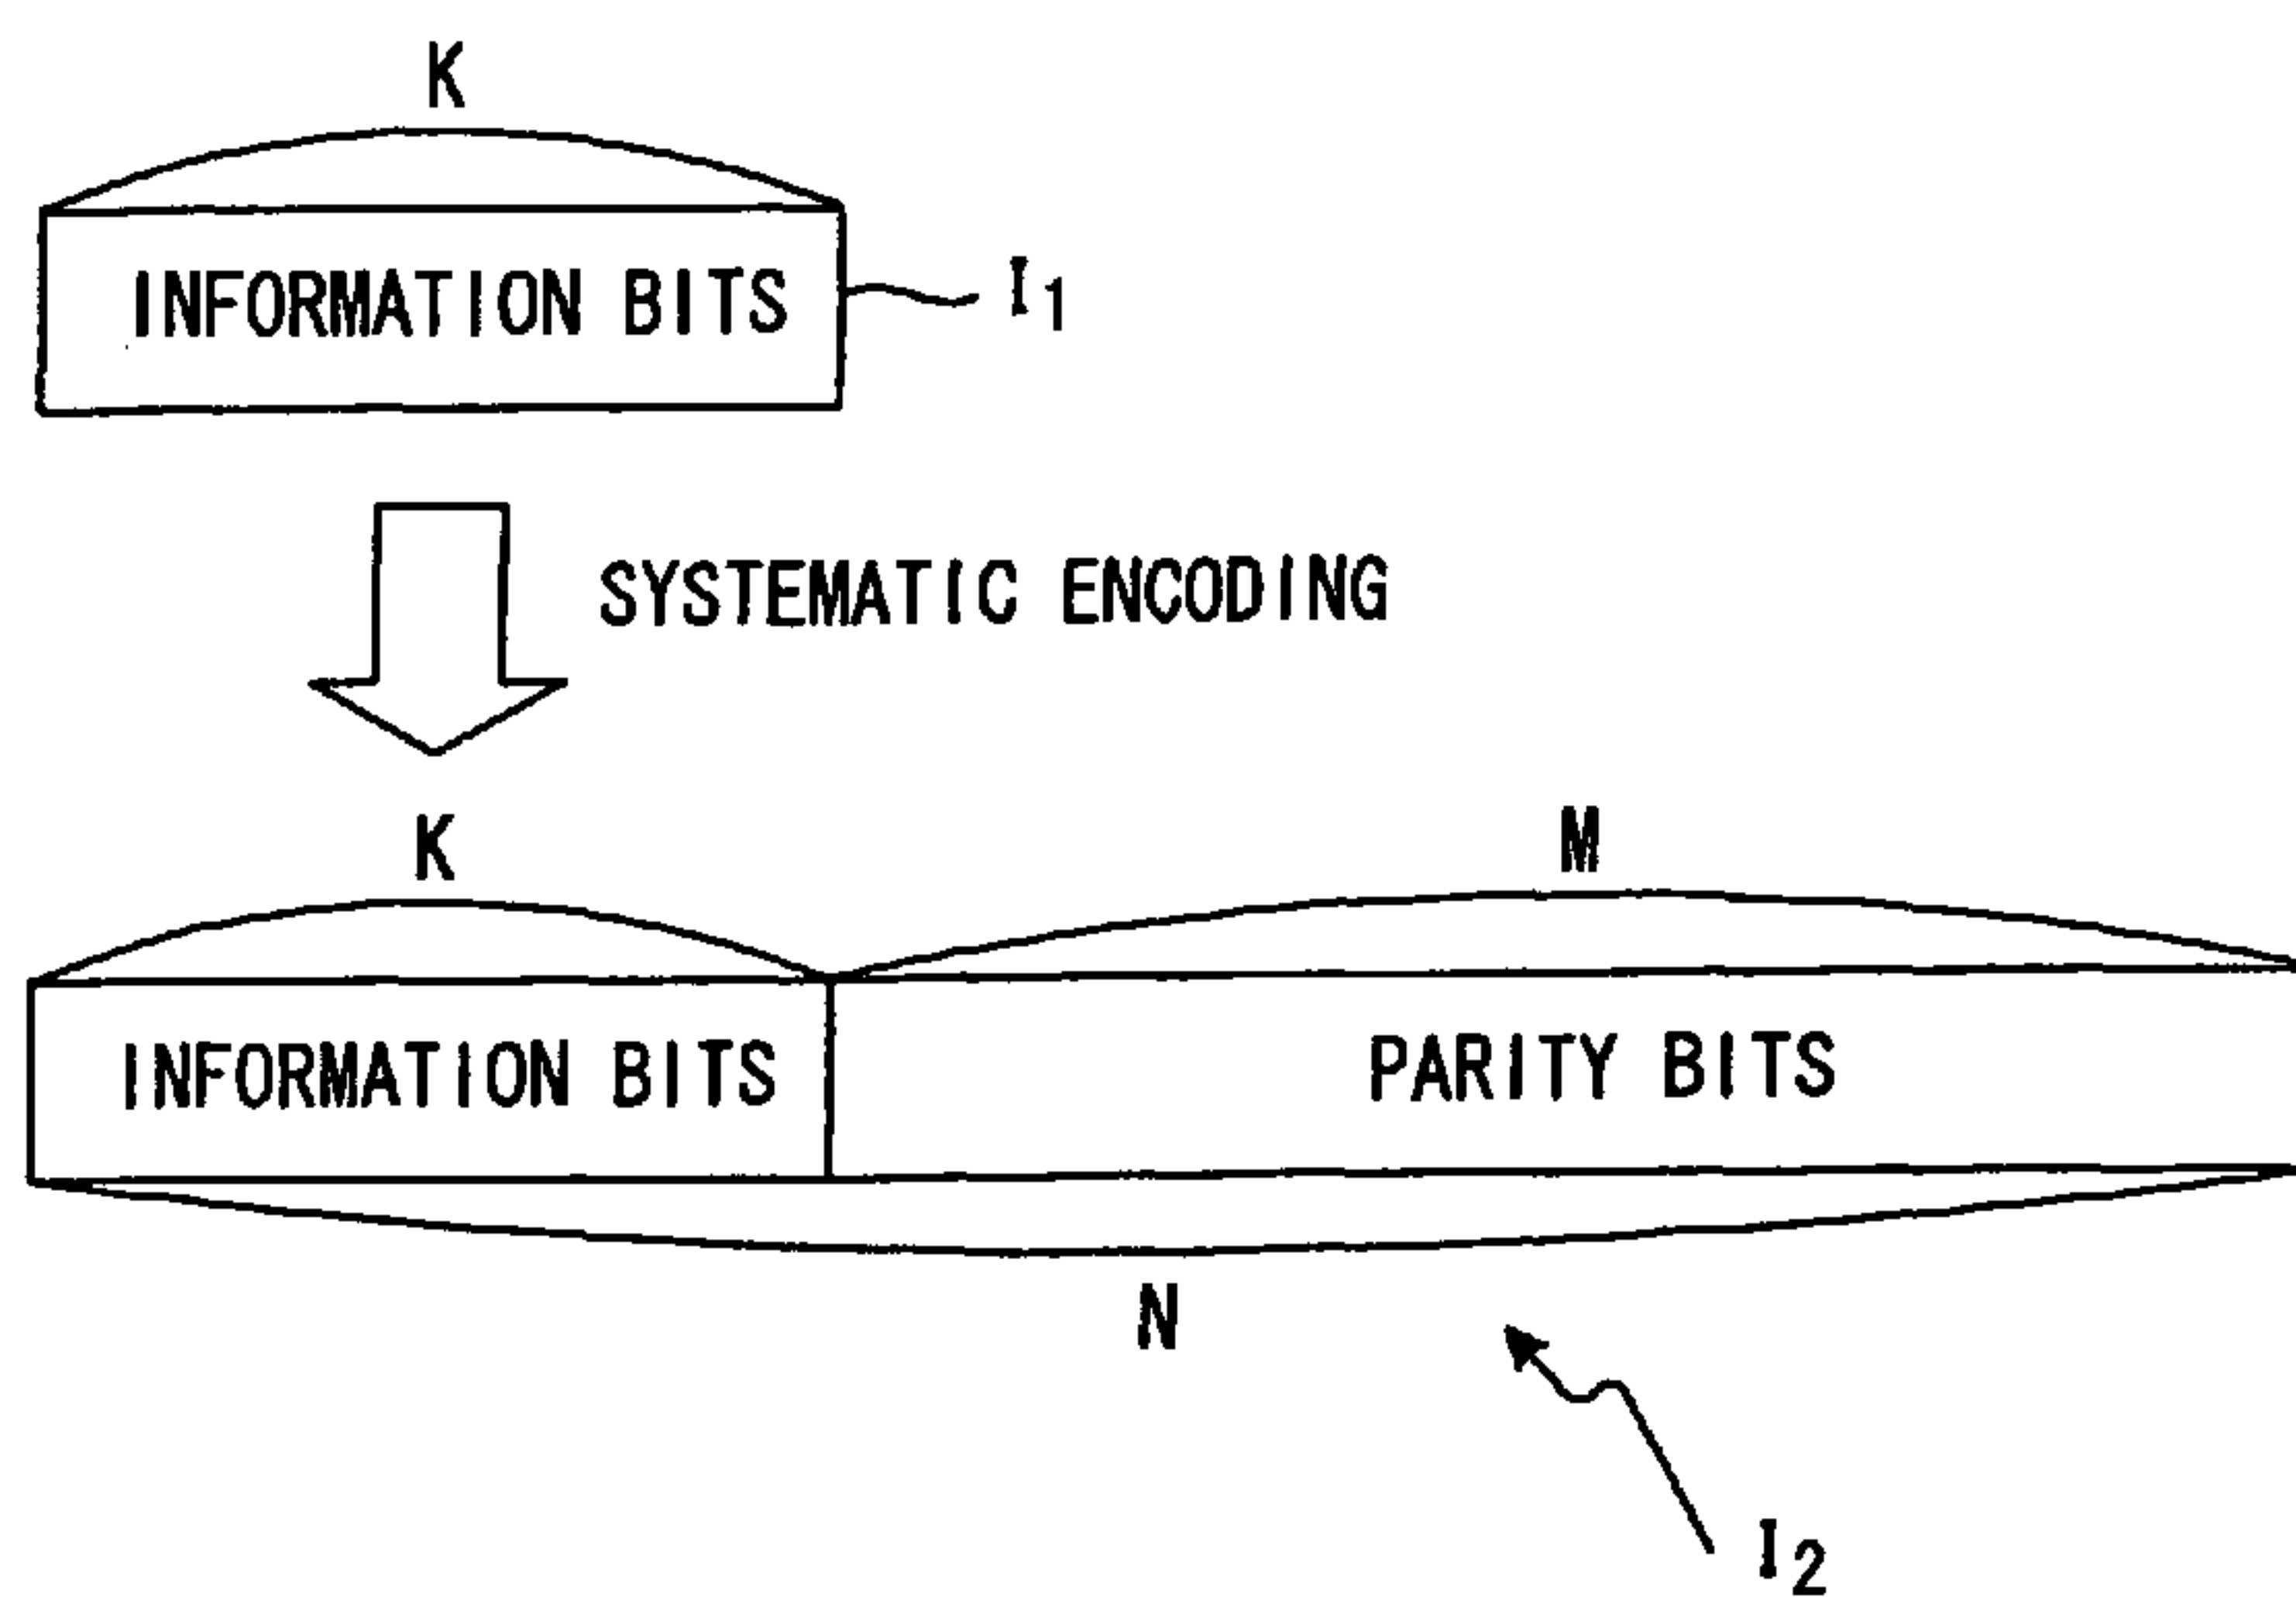 K
INFORMATION BITS
I1
SYSTEMATIC ENCODING
K
M
INFORMATION BITS
PARITY BITS
N
I2